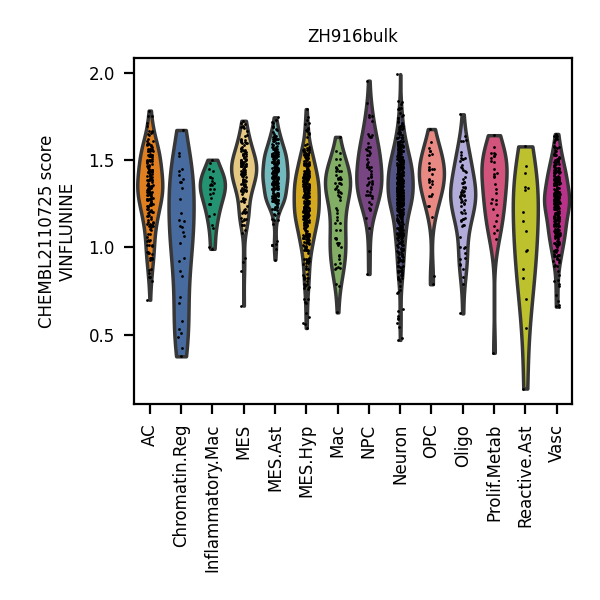 ZH916bulk
CHEMBL2110725 score
VINFLUNINE
2.0
1.5
1.0
0.5
AC
Chromatin.Reg
Inflammatory.Mac
MES
MES.Ast
MES.Hyp
Mac
NPC
Neuron
OPC
Oligo
Prolif.Metab
Reactive.Ast
Vasc